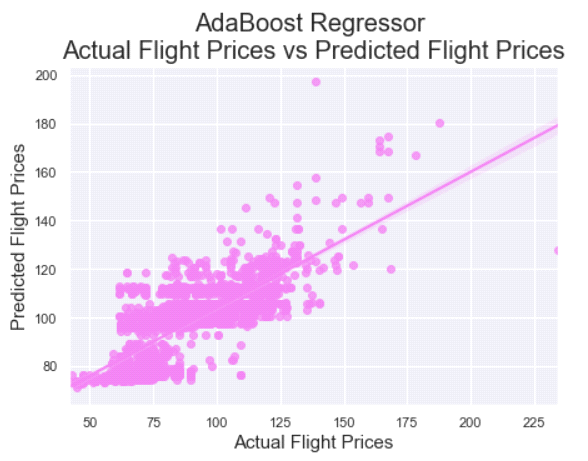 AdaBoost Regressor
Actual Flight Prices vs Predicted Flight Prices
200
180
160
140
120
100
80
Predicted Flight Prices
50 75 100 125 150 175 200 225
Actual Flight Prices